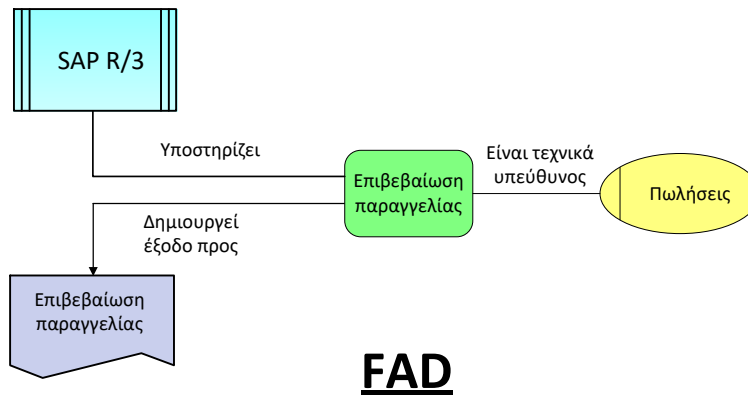 SAP R/3
Υποστηρίζει
Είναι τεχνικά
υπεύθυνος
Επιβεβαίωση
παραγγελίας
Πωλήσεις
Δημιουργεί
έξοδο προς
Επιβεβαίωση
παραγγελίας
FAD